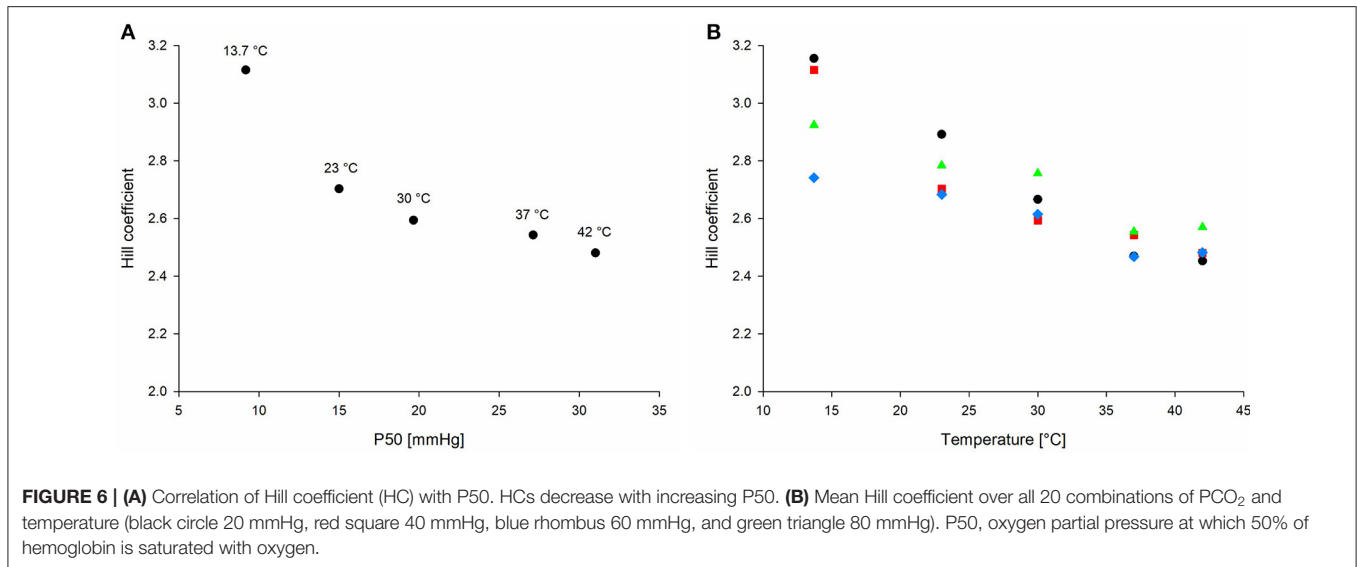 A
3.2
3.0
2.8
2.6
2.4
2.2
2.0
Hill coefficient
13.7 °C
23 °C
30 °C
37 °C
42 °C
5 10 15 20 25 30 35
P50 [mmHg]
B
3.2
3.0
2.8
2.6
2.4
2.2
2.0
Hill coefficient
10 15 20 25 30 35 40 45
Temperature [°C]
FIGURE 6 | (A) Correlation of Hill coefficient (HC) with P50. HCs decrease with increasing P50. (B) Mean Hill coefficient over all 20 combinations of PCO₂ and
temperature (black circle 20 mmHg, red square 40 mmHg, blue rhombus 60 mmHg, and green triangle 80 mmHg). P50, oxygen partial pressure at which 50% of
hemoglobin is saturated with oxygen.